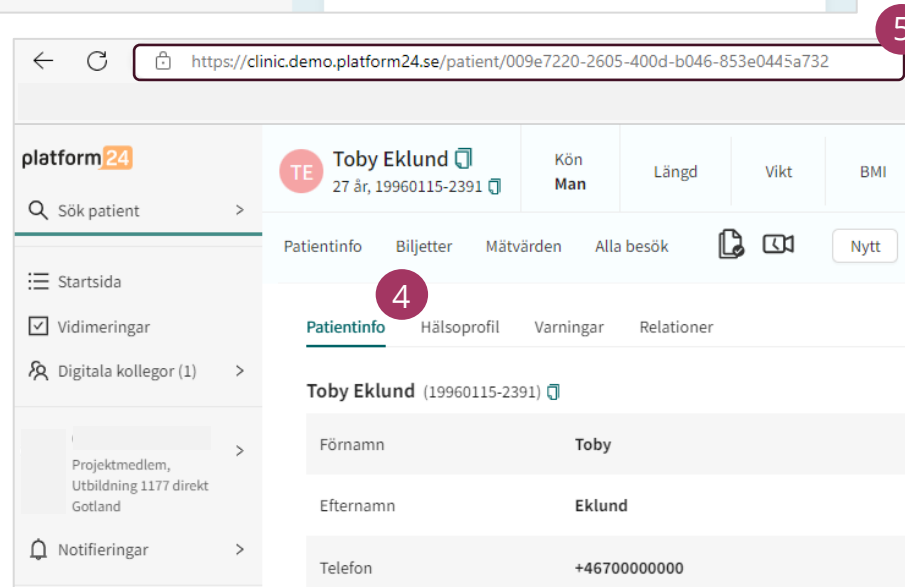 5
https://clinic.demo.platform24.se/patient/009e7220-2605-400d-b046-853e0445a732
platform24
Sök patient
Startsida
Vidimeringar
Digitala kollegor (1)
Projektmedlem,
Utbildning 1177 direkt
Gotland
Notifieringar
TE
Toby Eklund
27 år, 19960115-2391
Kön
Man
Längd
Vikt
BMI
Patientinfo Biljetter Mätvärden Alla besök Nytt
4
Patientinfo Hälsoprofil Varningar Relationer
Toby Eklund (19960115-2391)
Förnamn Toby
Efternamn Eklund
Telefon +46700000000